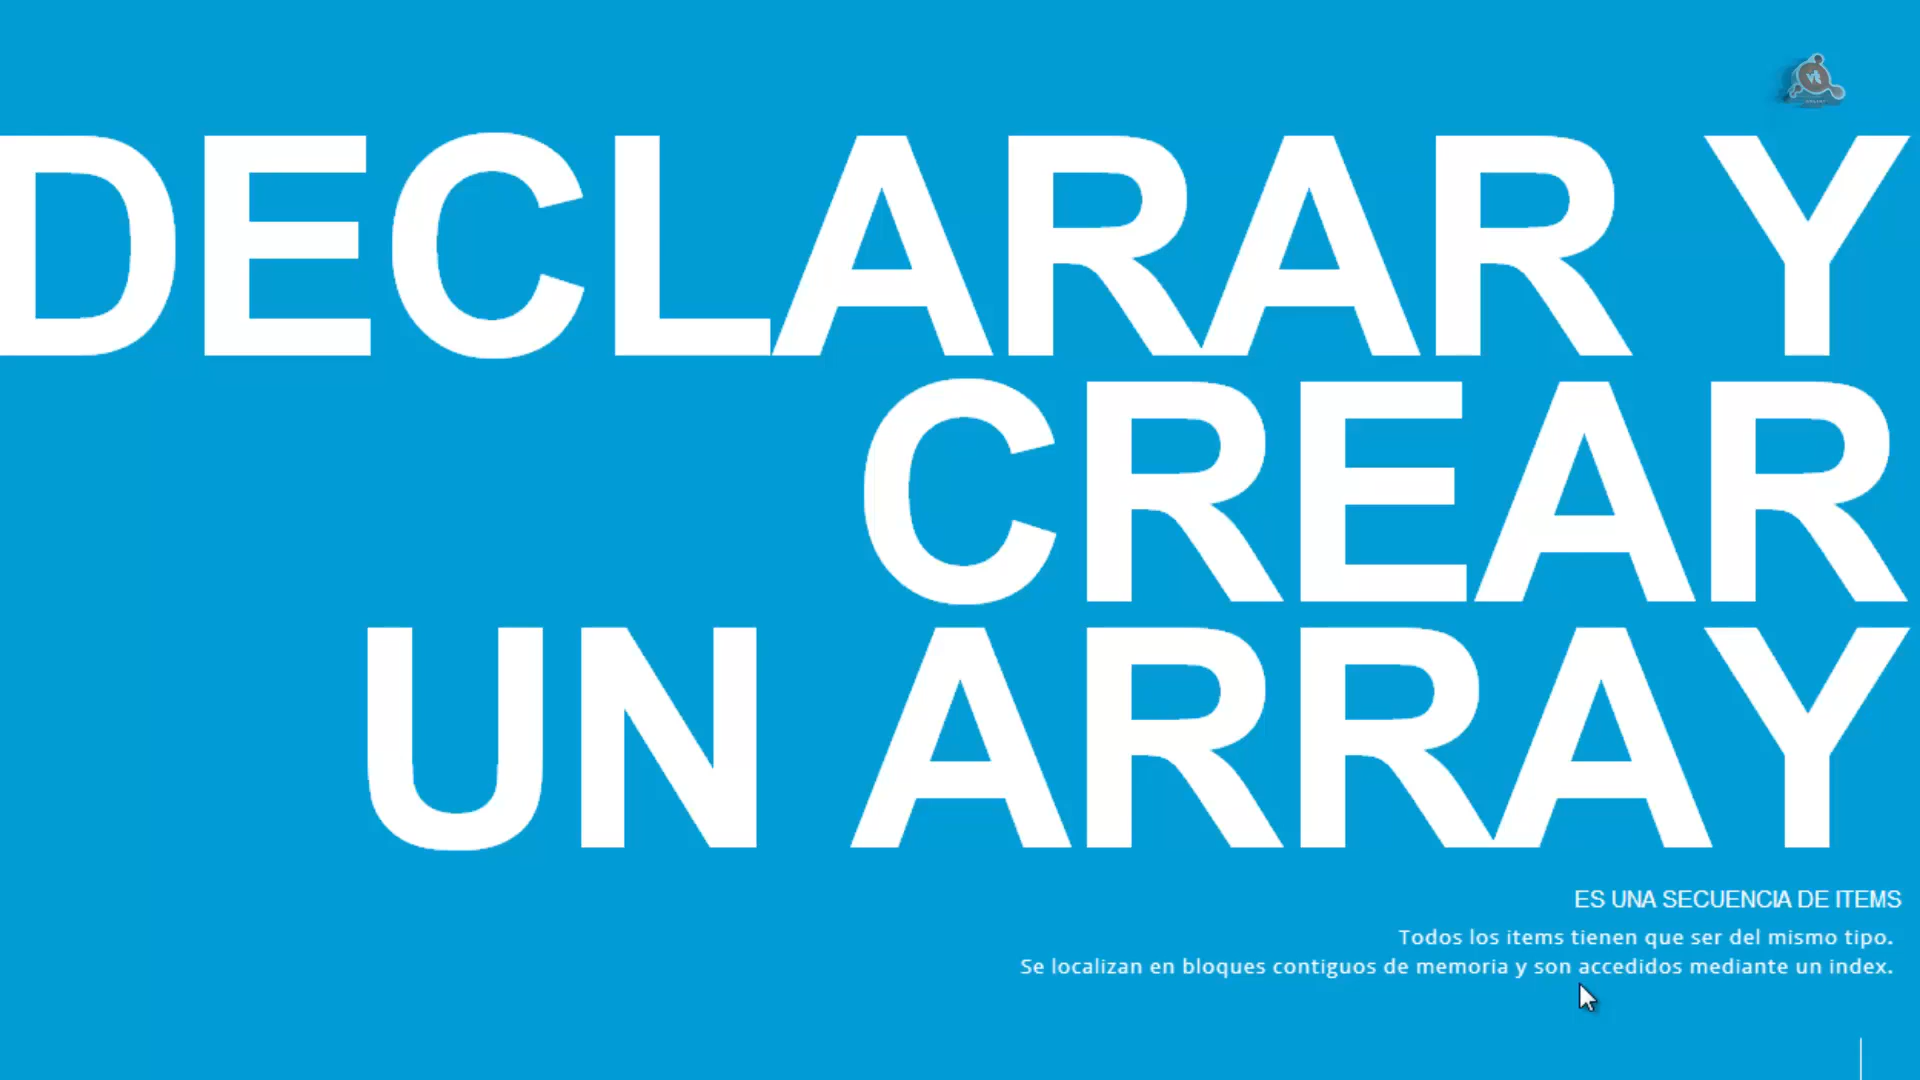 DECLARAR Y
CREAR
UN ARRAY
ES UNA SECUENCIA DE ITEMS
Todos los items tienen que ser del mismo tipo.
Se localizan en bloques contiguos de memoria y son accedidos mediante un index.